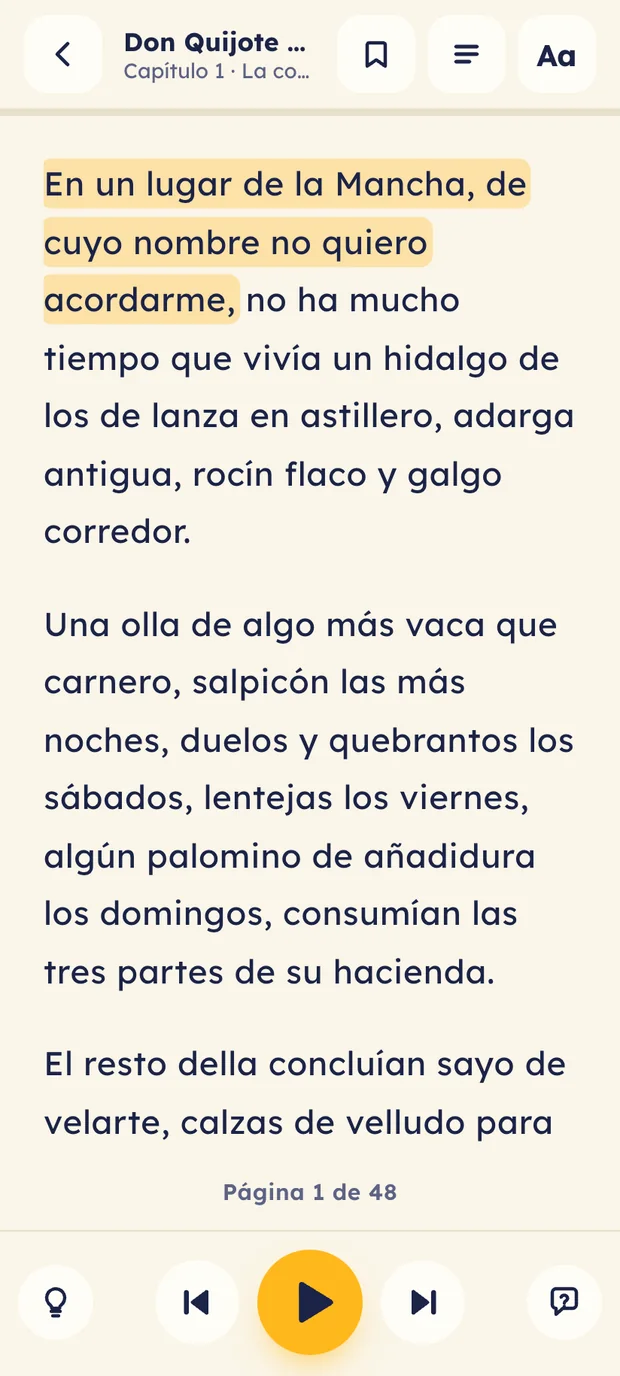 Don Quijote ...
Capítulo 1 · La co...
Aa
En un lugar de la Mancha, de
cuyo nombre no quiero
acordarme, no ha mucho
tiempo que vivía un hidalgo de
los de lanza en astillero, adarga
antigua, rocín flaco y galgo
corredor.
Una olla de algo más vaca que
carnero, salpicón las más
noches, duelos y quebrantos los
sábados, lentejas los viernes,
algún palomino de añadidura
los domingos, consumían las
tres partes de su hacienda.
El resto della concluían sayo de
velarte, calzas de velludo para
Página 1 de 48